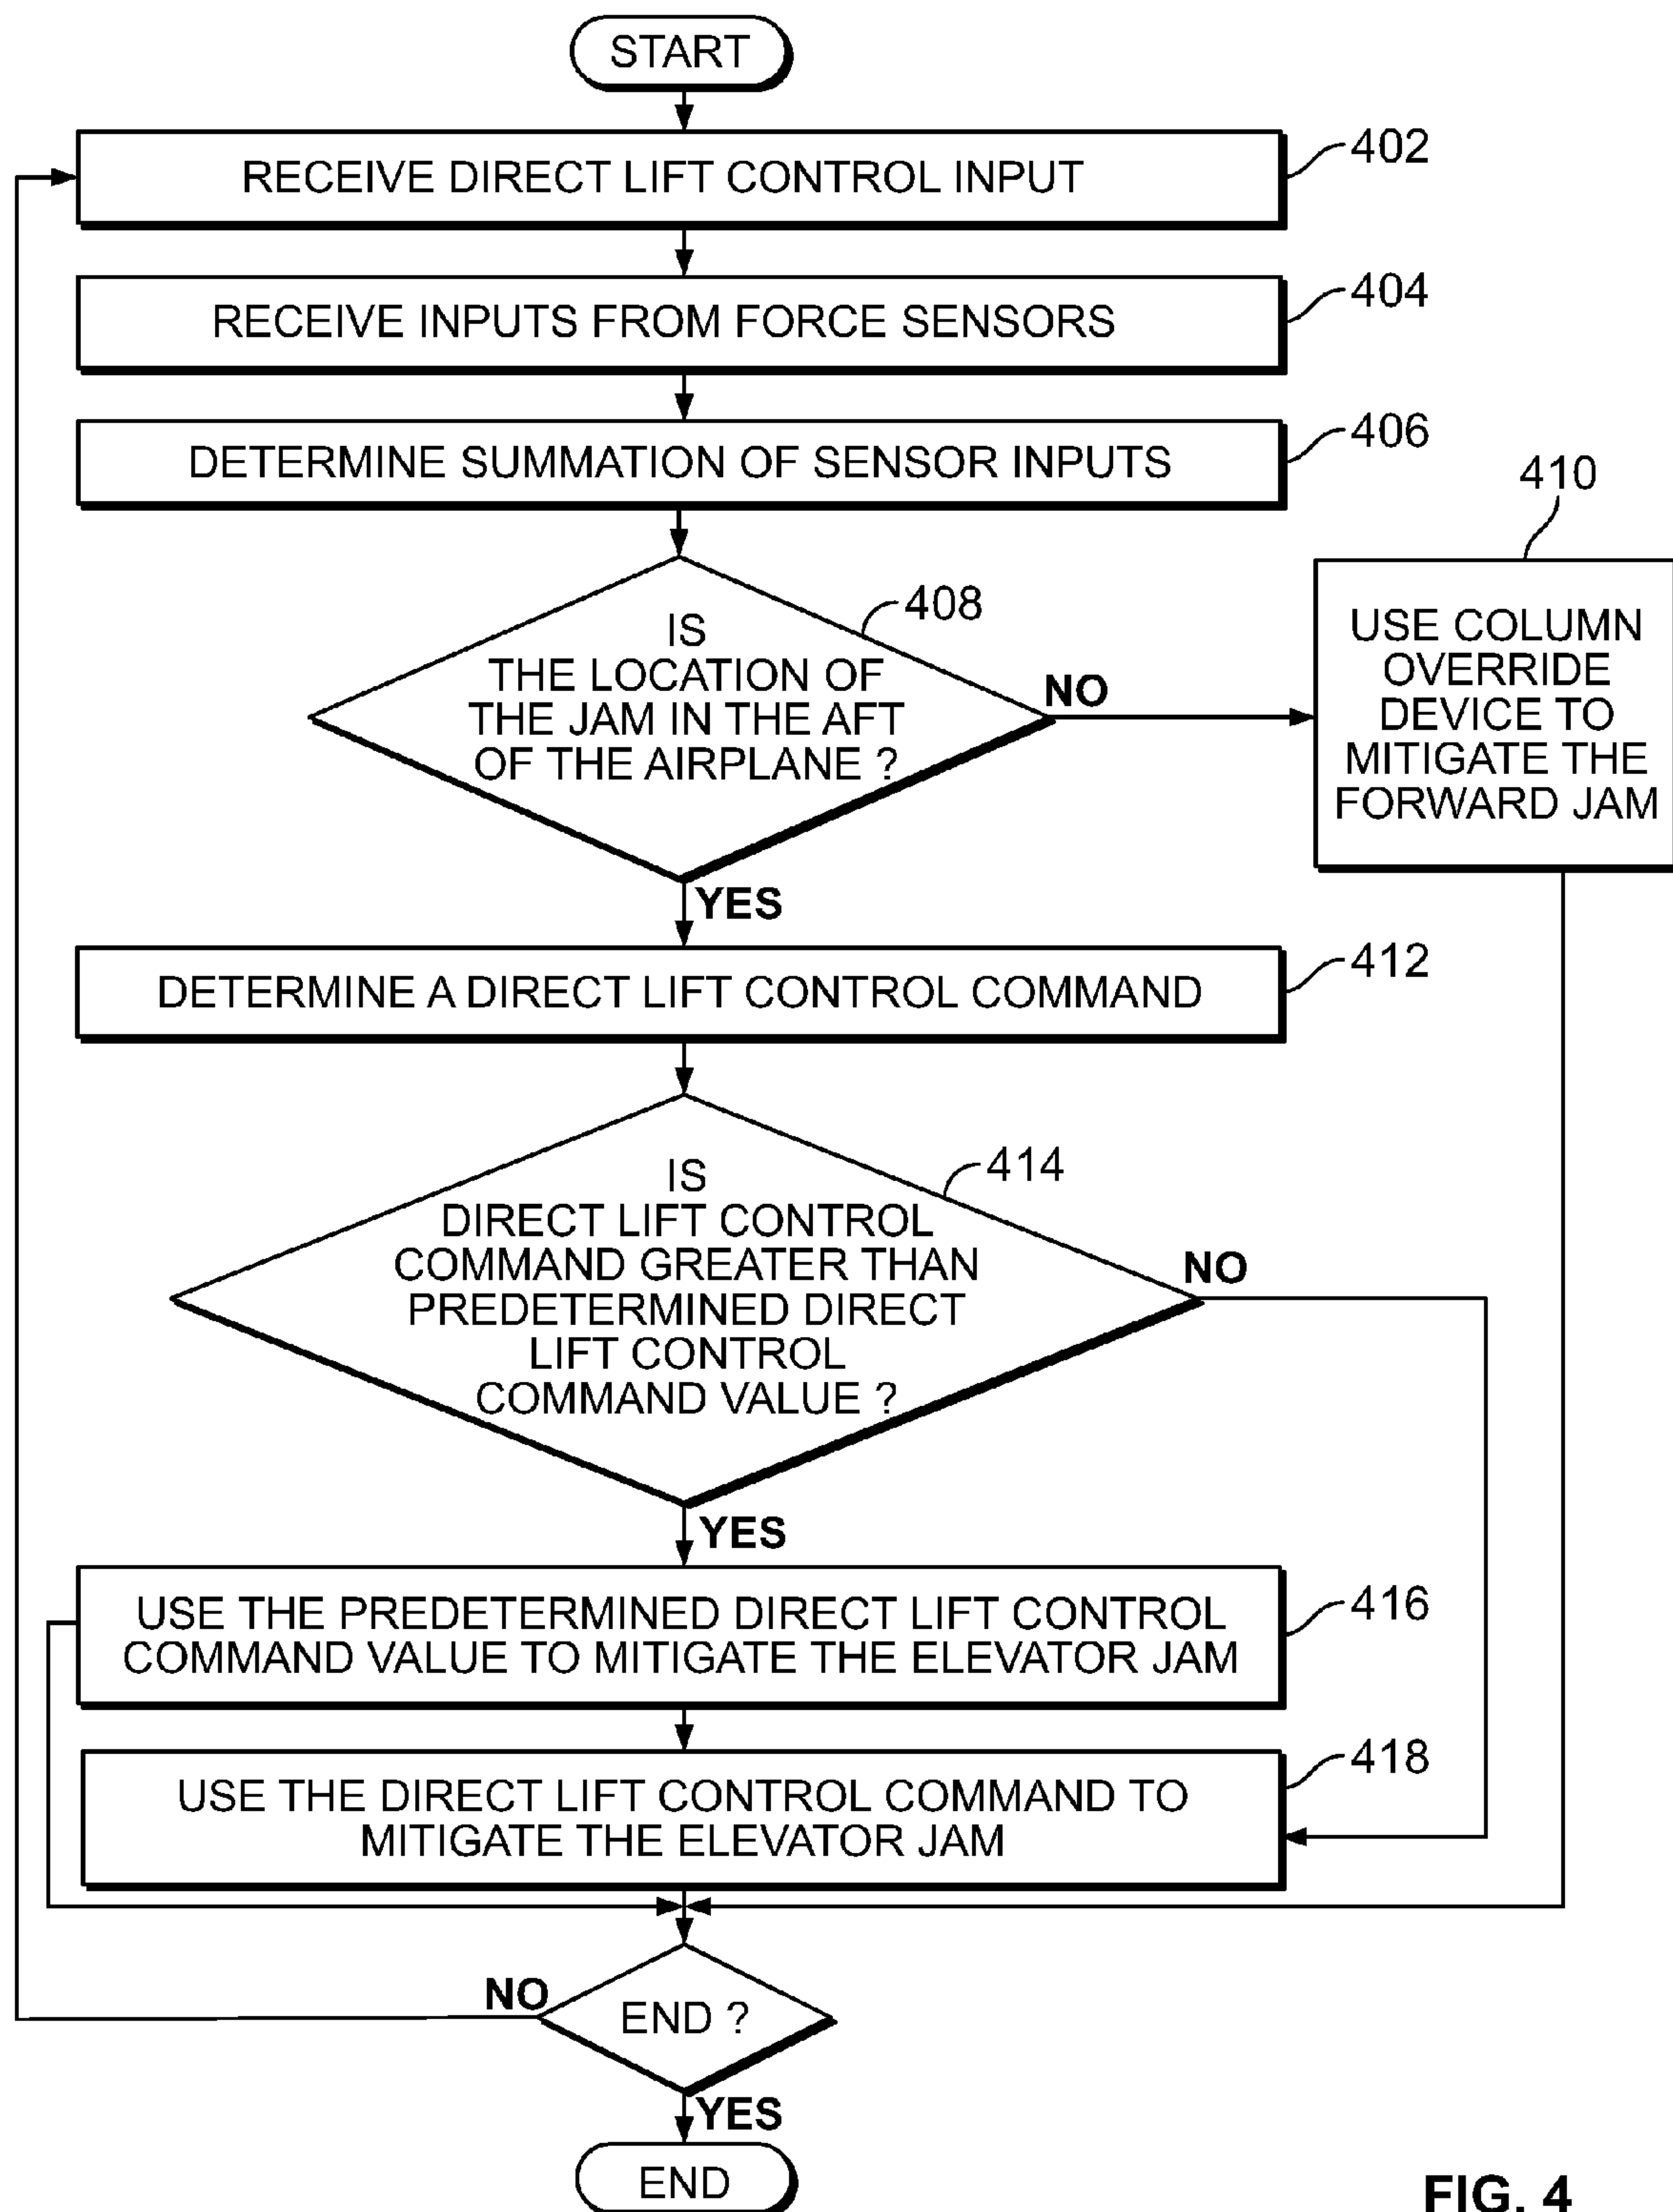 START
RECEIVE DIRECT LIFT CONTROL INPUT
402
RECEIVE INPUTS FROM FORCE SENSORS
404
DETERMINE SUMMATION OF SENSOR INPUTS
406
IS
THE LOCATION OF
THE JAM IN THE AFT
OF THE AIRPLANE ?
408
NO
410
USE COLUMN
OVERRIDE
DEVICE TO
MITIGATE THE
FORWARD JAM
YES
DETERMINE A DIRECT LIFT CONTROL COMMAND
412
IS
DIRECT LIFT CONTROL
COMMAND GREATER THAN
PREDETERMINED DIRECT
LIFT CONTROL
COMMAND VALUE ?
414
NO
YES
USE THE PREDETERMINED DIRECT LIFT CONTROL
COMMAND VALUE TO MITIGATE THE ELEVATOR JAM
416
USE THE DIRECT LIFT CONTROL COMMAND TO
MITIGATE THE ELEVATOR JAM
418
NO
END ?
YES
END
FIG. 4